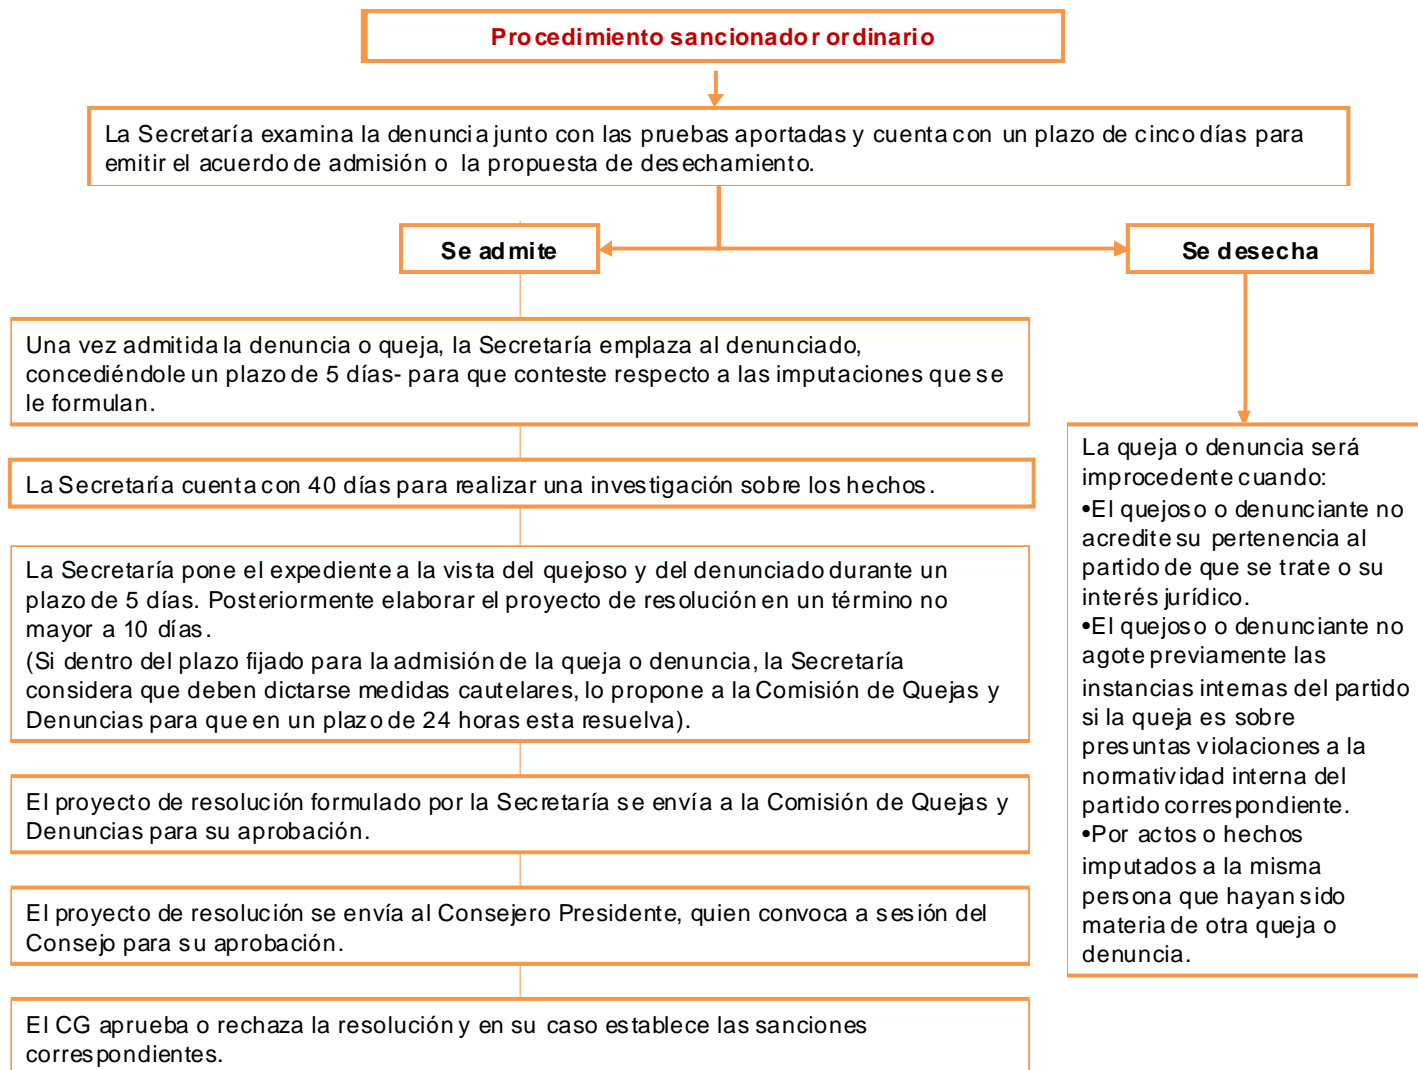 Procedimiento sancionador ordinario
La Secretaría examina la denuncia junto con las pruebas aportadas y cuenta con un plazo de cinco días para
emitir el acuerdo de admisión o la propuesta de desechamiento.
Se admite
Se desecha
Una vez admitida la denuncia o queja, la Secretaría emplaza al denunciado,
concediéndole un plazo de 5 días- para que conteste respecto a las imputaciones que se
le formulan.
La Secretaría cuenta con 40 días para realizar una investigación sobre los hechos.
La Secretaría pone el expediente a la vista del quejoso y del denunciado durante un
plazo de 5 días. Posteriormente elaborar el proyecto de resolución en un término no
mayor a 10 días.
(Si dentro del plazo fijado para la admisión de la queja o denuncia, la Secretaría
considera que deben dictarse medidas cautelares, lo propone a la Comisión de Quejas y
Denuncias para que en un plazo de 24 horas esta resuelva).
El proyecto de resolución formulado por la Secretaría se envía a la Comisión de Quejas y
Denuncias para su aprobación.
El proyecto de resolución se envía al Consejero Presidente, quien convoca a sesión del
Consejo para su aprobación.
El CG aprueba o rechaza la resolución y en su caso establece las sanciones
correspondientes.
La queja o denuncia será
improcedente cuando:
•El quejoso o denunciante no
acredite su pertenencia al
partido de que se trate o su
interés jurídico.
•El quejoso o denunciante no
agote previamente las
instancias internas del partido
si la queja es sobre
presuntas violaciones a la
normatividad interna del
partido correspondiente.
•Por actos o hechos
imputados a la misma
persona que hayan sido
materia de otra queja o
denuncia.